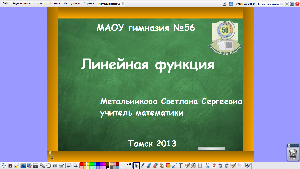 МАОУ гимназия №56
Линейная функция
Метальникова Светлана Сергеевна
учитель математики
Томск 2013